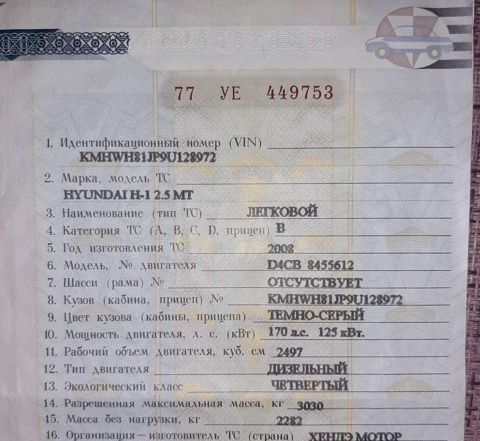 77 УЕ 449753
1. Идентификационный номер (VIN)
KMHWH81JP9U128972
2. Марка, модель ТС
HYUNDAI H-1 2.5 MT
3. Наименование (тип ТС) ЛЕГКОВОЙ
4. Категория ТС (А, В, С, D, прицеп) В
5. Год изготовления ТС 2008
6. Модель, № двигателя D4CB 8455612
7. Шасси (рама) № ОТСУТСТВУЕТ
8. Кузов (кабина, прицеп) № KMHWH81JP9U128972
9. Цвет кузова (кабины, прицепа) ТЕМНО-СЕРЫЙ
10. Мощность двигателя, л. с. (кВт) 170 л.с. 125 кВт.
11. Рабочий объем двигателя, куб. см 2497
12. Тип двигателя ДИЗЕЛЬНЫЙ
13. Экологический класс ЧЕТВЕРТЫЙ
14. Разрешенная максимальная масса, кг 3030
15. Масса без нагрузки, кг 2282
16. Организация—изготовитель ТС (страна) ХЕНДЭ МОТОР